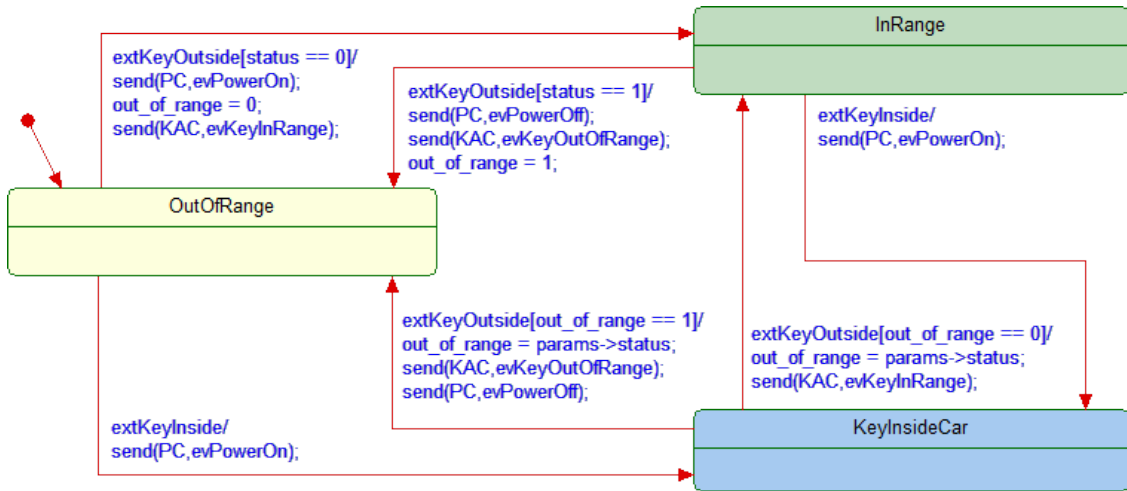 InRange
extKeyOutside[status == 0]/
send(PC,evPowerOn);
out_of_range = 0;
send(KAC,evKeyInRange);
extKeyOutside[status == 1]/
send(PC,evPowerOff);
send(KAC,evKeyOutOfRange);
out_of_range = 1;
extKeyInside/
send(PC,evPowerOn);
OutOfRange
extKeyOutside[out_of_range == 1]/
out_of_range = params->status;
send(KAC,evKeyOutOfRange);
send(PC,evPowerOff);
extKeyOutside[out_of_range == 0]/
out_of_range = params->status;
send(KAC,evKeyInRange);
extKeyInside/
send(PC,evPowerOn);
KeyInsideCar